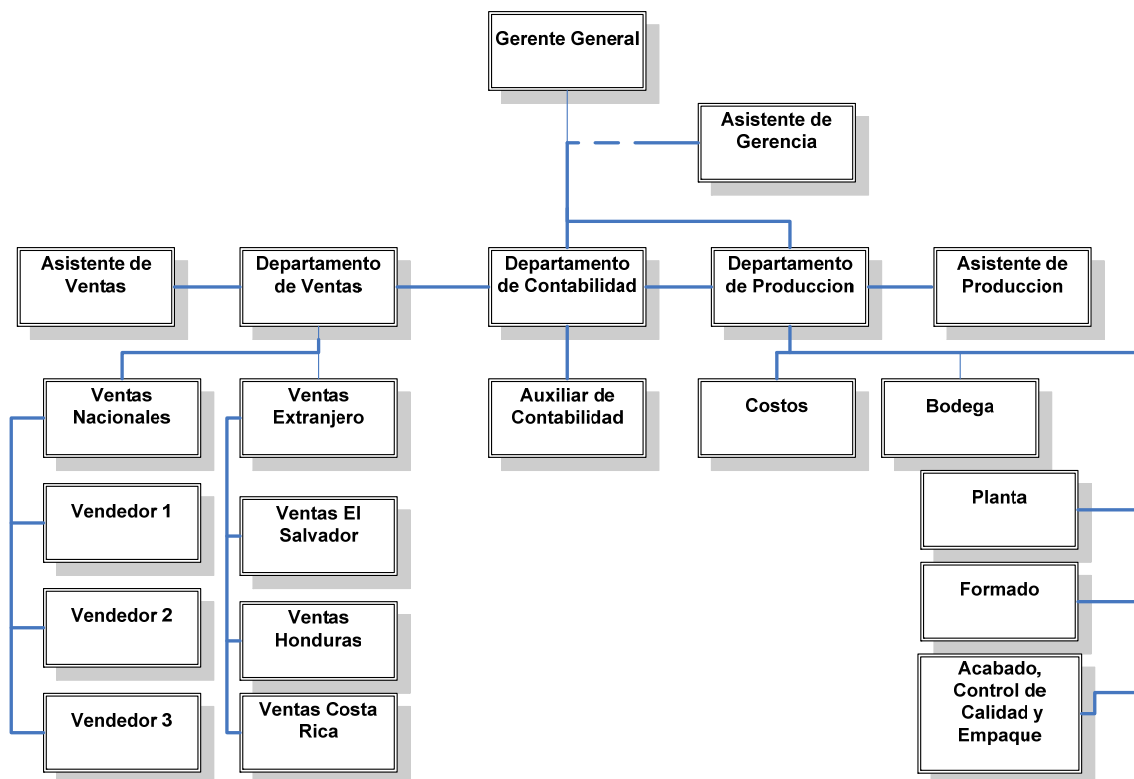 Gerente General
Asistente de
Gerencia
Asistente de
Ventas
Departamento
de Ventas
Departamento
de Contabilidad
Departamento
de Produccion
Asistente de
Produccion
Ventas
Nacionales
Ventas
Extranjero
Auxiliar de
Contabilidad
Costos
Bodega
Vendedor 1
Vendedor 2
Vendedor 3
Ventas El
Salvador
Ventas
Honduras
Ventas Costa
Rica
Planta
Formado
Acabado,
Control de
Calidad y
Empaque